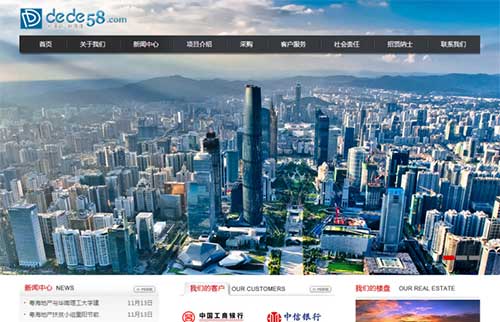 dede58.com
首页 关于我们 新闻中心 项目介绍 采购 客户服务 社会责任 招贤纳士 联系我们
新闻中心 NEWS
我们的客户 OUR CUSTOMERS
我们的楼盘 OUR REAL ESTATE
粤海地产与华南理工大学建 11月13日
粤海地产扶贫小组重阳节前 11月13日
中国工商银行
中信银行